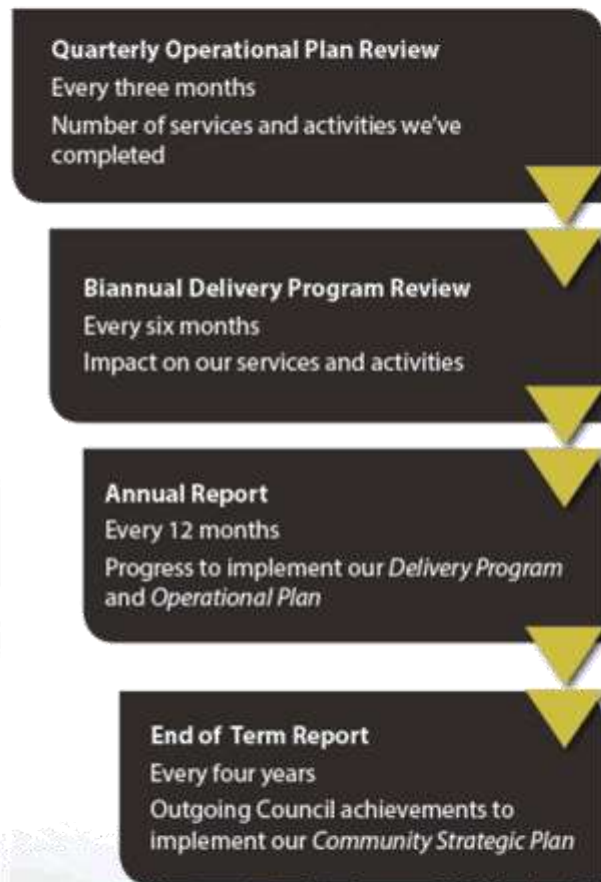 Quarterly Operational Plan Review
Every three months
Number of services and activities we've
completed
Biannual Delivery Program Review
Every six months
Impact on our services and activities
Annual Report
Every 12 months
Progress to implement our Delivery Program
and Operational Plan
End of Term Report
Every four years
Outgoing Council achievements to
implement our Community Strategic Plan